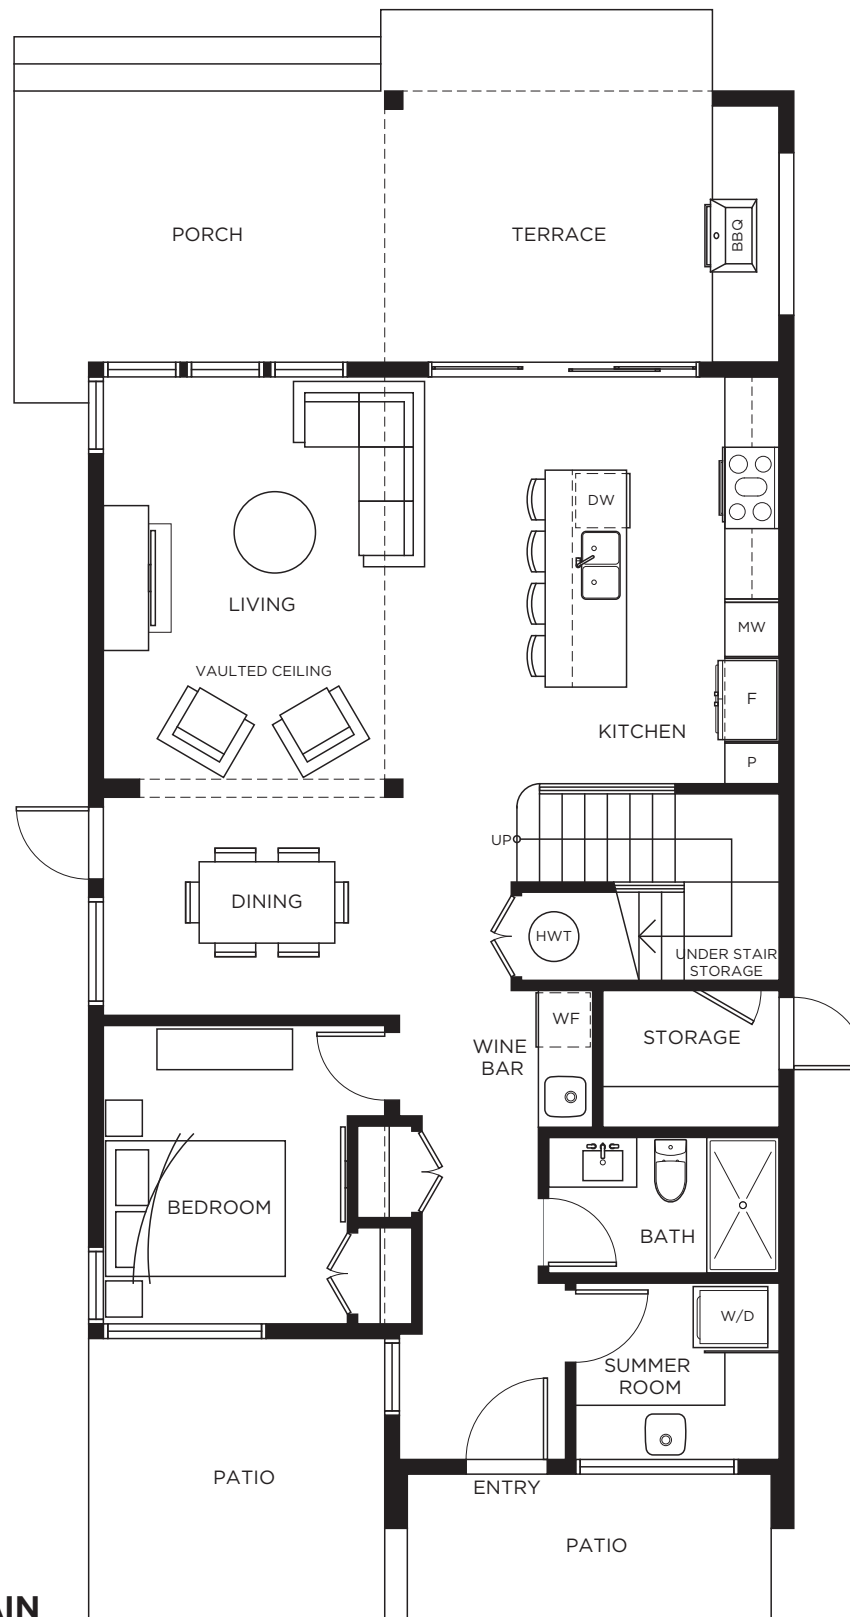 PORCH
TERRACE
BBQ
DW
LIVING
MW
VAULTED CEILING
F
KITCHEN
P
UP
DINING
HWT
UNDER STAIR
STORAGE
WF
WINE
BAR
STORAGE
BEDROOM
BATH
W/D
SUMMER
ROOM
PATIO
ENTRY
PATIO
AIN